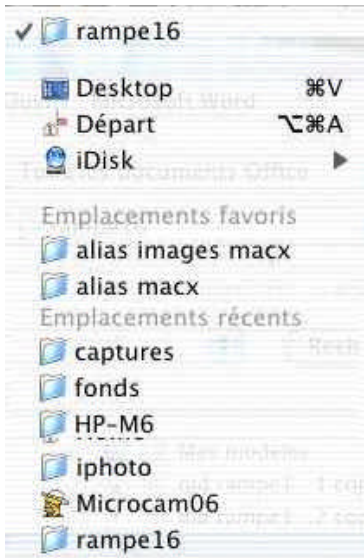 ✓ rampe16
Desktop ⌘V
Départ ⌥⌘A
iDisk ▶
Emplacements favoris
alias images macx
alias macx
Emplacements récents
captures
fonds
HP-M6
iphoto
Microcam06
rampe16